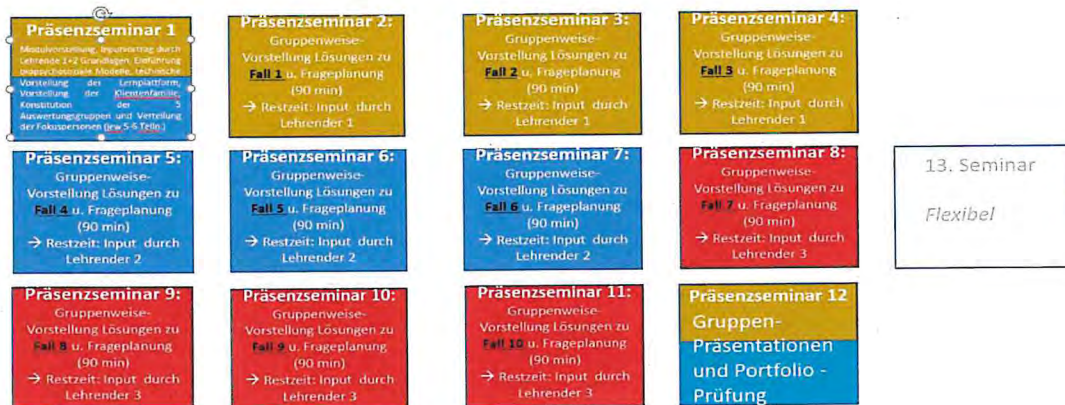 Präsenzseminar 1
Modulvorstellung, Inputvortrag durch
Lehrende 1+2 Grundlagen, Einführung
biopsychosoziale Modelle, technische
Vorstellung der Lernplattform,
Vorstellung der Klientenfamilie,
Konstitution der 5
Auswertungsgruppen und Verteilung
der Fokuspersonen (jew 5-6 Teiln.)
Präsenzseminar 2:
Gruppenweise-
Vorstellung Lösungen zu
Fall 1 u. Frageplanung
(90 min)
→ Restzeit: Input durch
Lehrender 1
Präsenzseminar 3:
Gruppenweise-
Vorstellung Lösungen zu
Fall 2 u. Frageplanung
(90 min)
→ Restzeit: Input durch
Lehrender 1
Präsenzseminar 4:
Gruppenweise-
Vorstellung Lösungen zu
Fall 3 u. Frageplanung
(90 min)
→ Restzeit: Input durch
Lehrender 1
Präsenzseminar 5:
Gruppenweise-
Vorstellung Lösungen zu
Fall 4 u. Frageplanung
(90 min)
→ Restzeit: Input durch
Lehrender 2
Präsenzseminar 6:
Gruppenweise-
Vorstellung Lösungen zu
Fall 5 u. Frageplanung
(90 min)
→ Restzeit: Input durch
Lehrender 2
Präsenzseminar 7:
Gruppenweise-
Vorstellung Lösungen zu
Fall 6 u. Frageplanung
(90 min)
→ Restzeit: Input durch
Lehrender 2
Präsenzseminar 8:
Gruppenweise-
Vorstellung Lösungen zu
Fall 7 u. Frageplanung
(90 min)
→ Restzeit: Input durch
Lehrender 3
13. Seminar
Flexibel
Präsenzseminar 9:
Gruppenweise-
Vorstellung Lösungen zu
Fall 8 u. Frageplanung
(90 min)
→ Restzeit: Input durch
Lehrender 3
Präsenzseminar 10:
Gruppenweise-
Vorstellung Lösungen zu
Fall 9 u. Frageplanung
(90 min)
→ Restzeit: Input durch
Lehrender 3
Präsenzseminar 11:
Gruppenweise-
Vorstellung Lösungen zu
Fall 10 u. Frageplanung
(90 min)
→ Restzeit: Input durch
Lehrender 3
Präsenzseminar 12
Gruppen-
Präsentationen
und Portfolio -
Prüfung